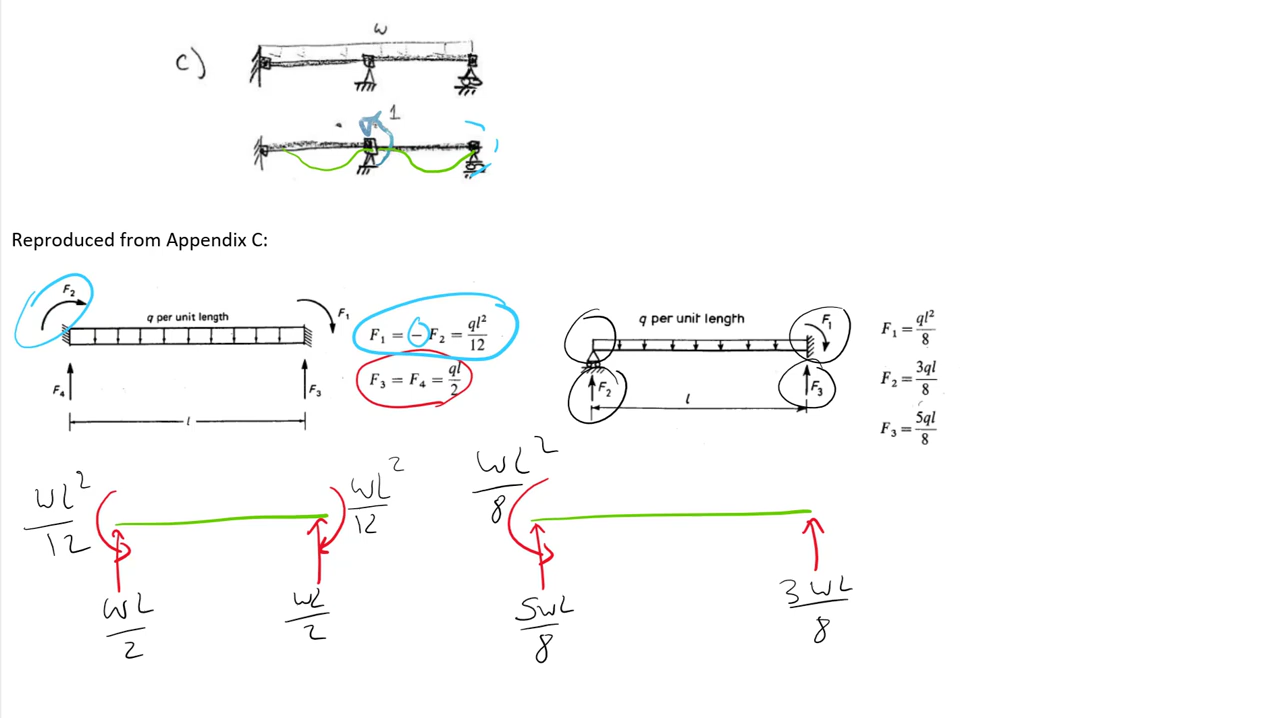 w
c)
1
Reproduced from Appendix C:
F₂
q per unit length
F₁
F₄
F₃
l
F₁ = − F₂ = ql²/12
F₃ = F₄ = ql/2
q per unit length
F₁
F₂
F₃
l
F₁ = ql²/8
F₂ = 3ql/8
F₃ = 5ql/8
WL²/12
WL²/12
WL/2
WL/2
WL²/8
5WL/8
3WL/8